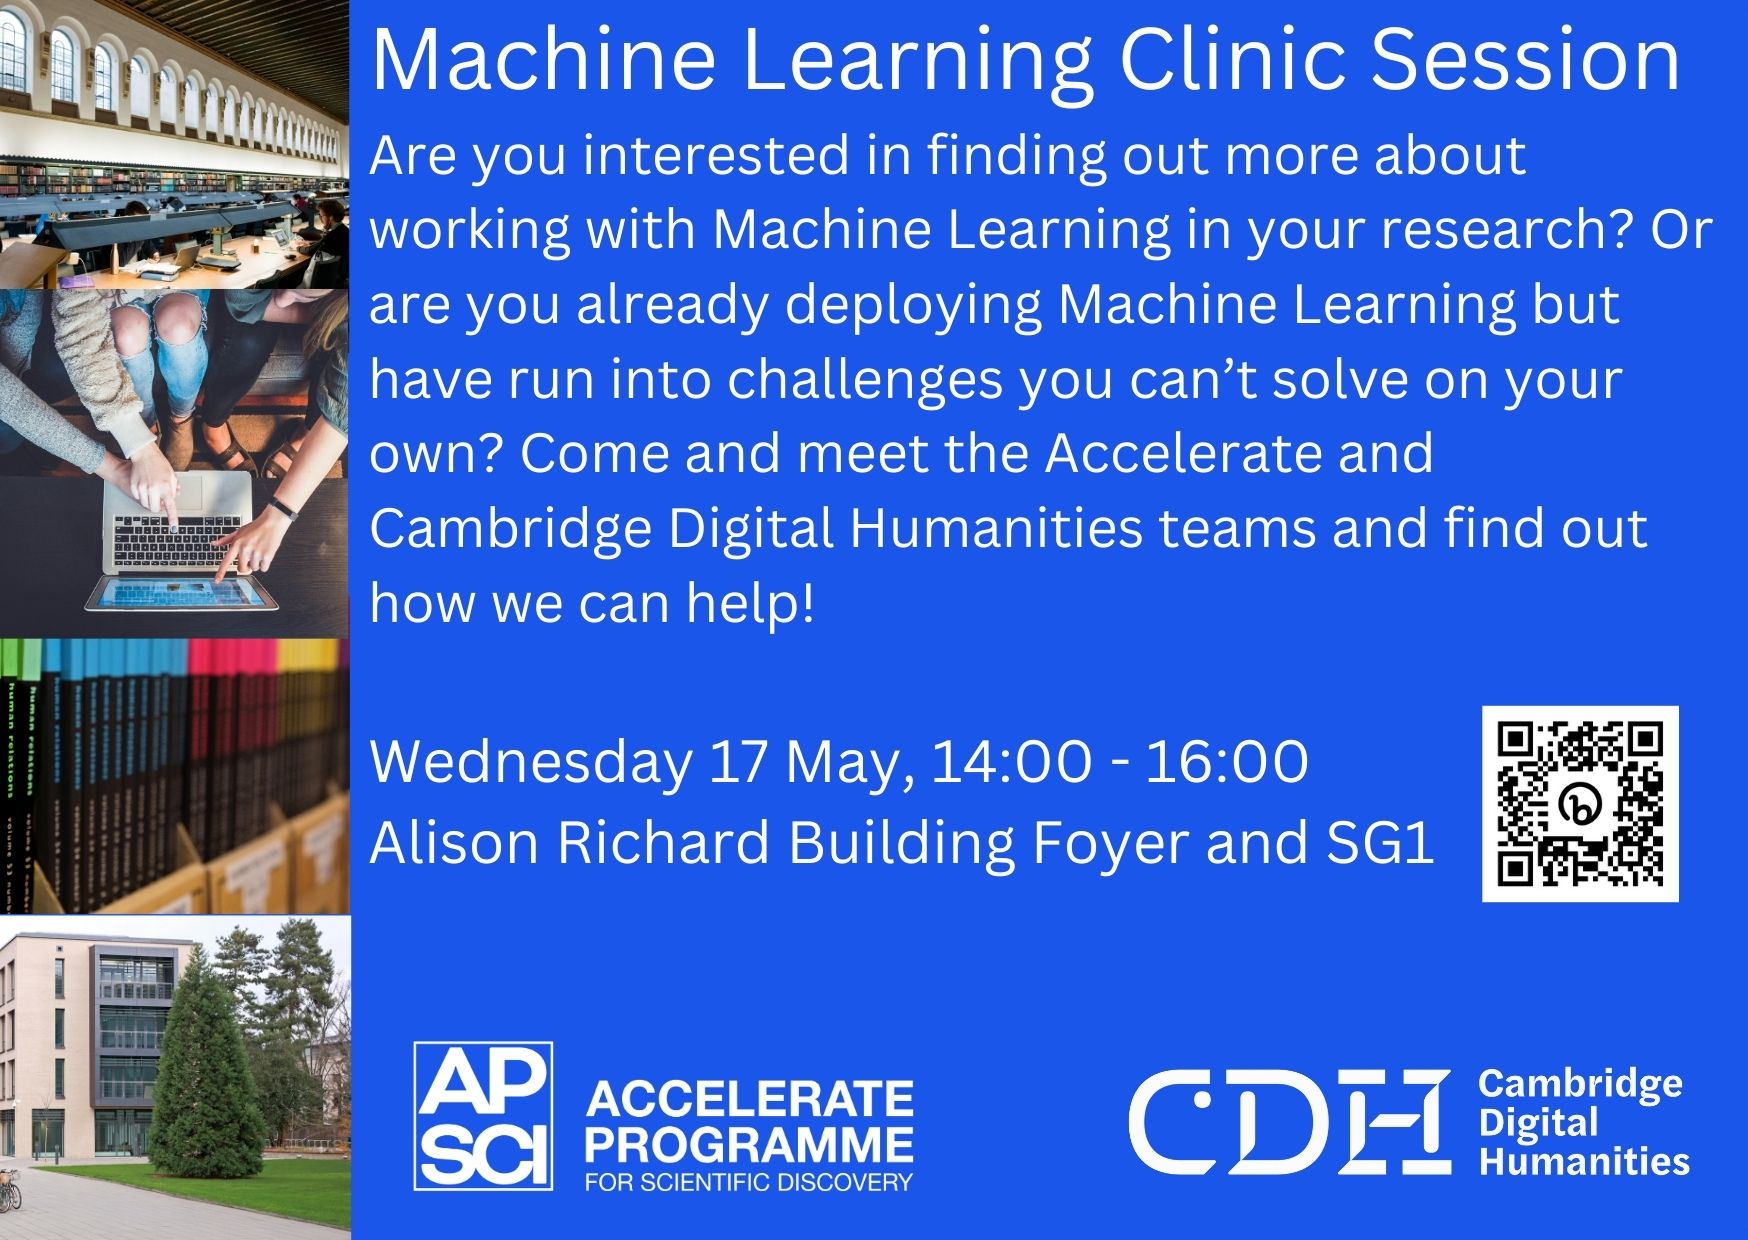 Machine Learning Clinic Session
Are you interested in finding out more about
working with Machine Learning in your research? Or
are you already deploying Machine Learning but
have run into challenges you can’t solve on your
own? Come and meet the Accelerate and
Cambridge Digital Humanities teams and find out
how we can help!
Wednesday 17 May, 14:00 - 16:00
Alison Richard Building Foyer and SG1
human relations
human relations
AP
SCI
ACCELERATE
PROGRAMME
FOR SCIENTIFIC DISCOVERY
CDH
Cambridge
Digital
Humanities